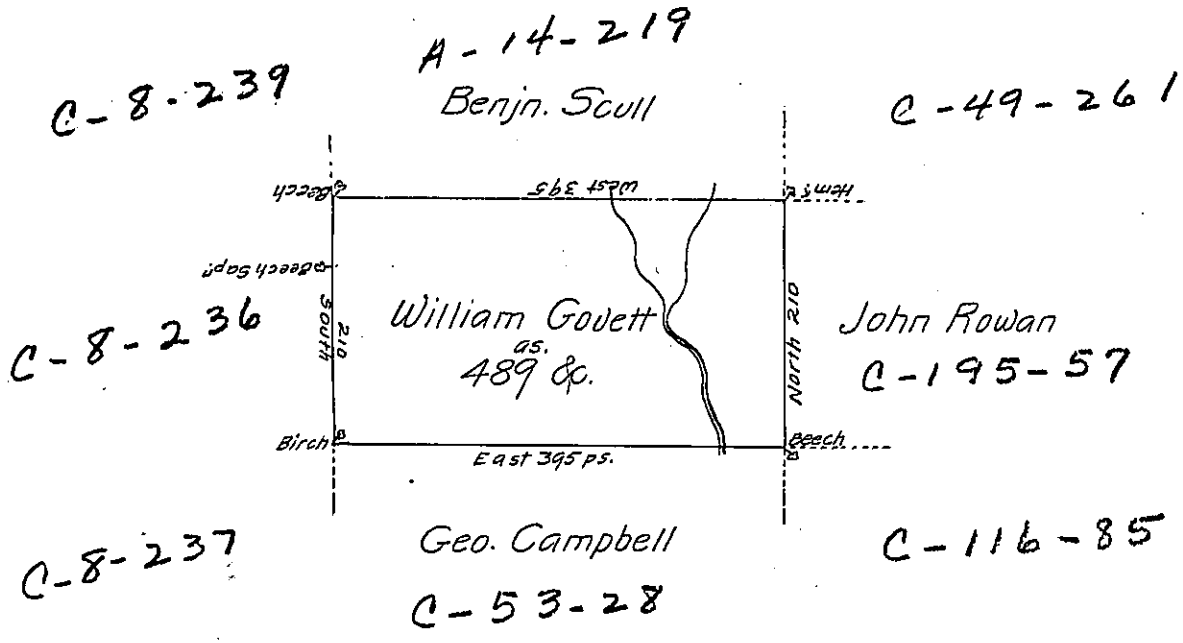 A-14-219
C-8-239
Benjn. Scull
C-49-261
Beech
West 395
Hem.k
Beech Sap.g
South 210
C-8-236
William Govett
as.
489 &c.
North 210
John Rowan
C-195-57
Birch
East 395 ps.
Beech
Geo. Campbell
C-8-237
C-116-85
C-53-28